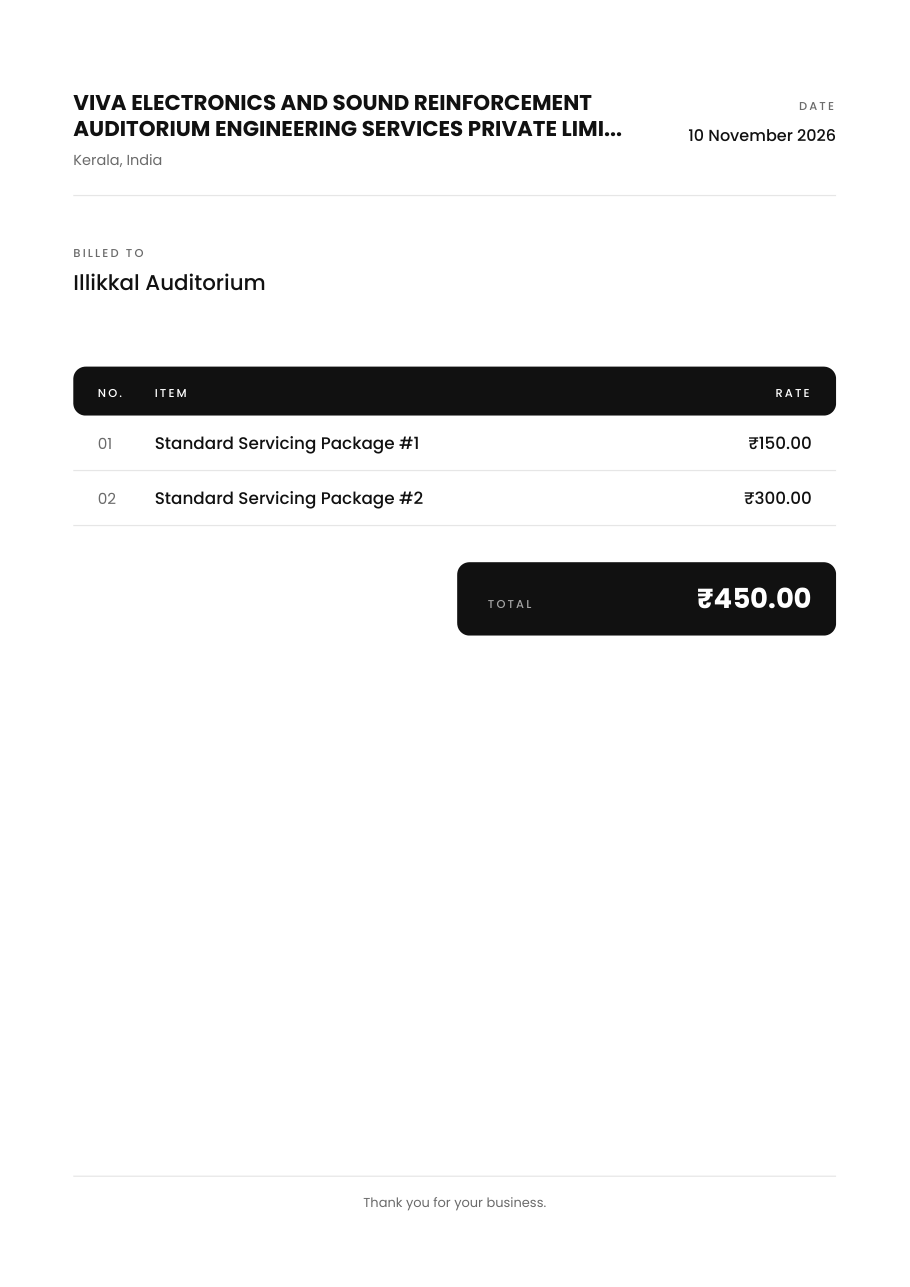 VIVA ELECTRONICS AND SOUND REINFORCEMENT
AUDITORIUM ENGINEERING SERVICES PRIVATE LIMI...
Kerala, India
DATE
10 November 2026
BILLED TO
Illikkal Auditorium
NO. ITEM RATE
01 Standard Servicing Package #1 ₹150.00
02 Standard Servicing Package #2 ₹300.00
TOTAL ₹450.00
Thank you for your business.